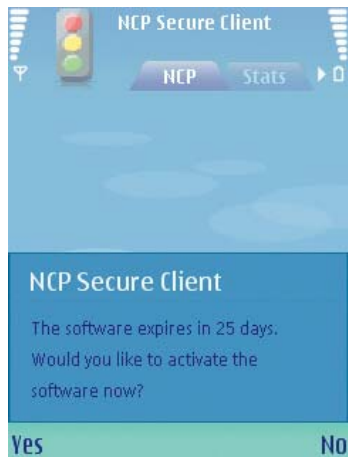 NCP Secure Client
NCP Stats
NCP Secure Client
The software expires in 25 days.
Would you like to activate the
software now?
Yes No